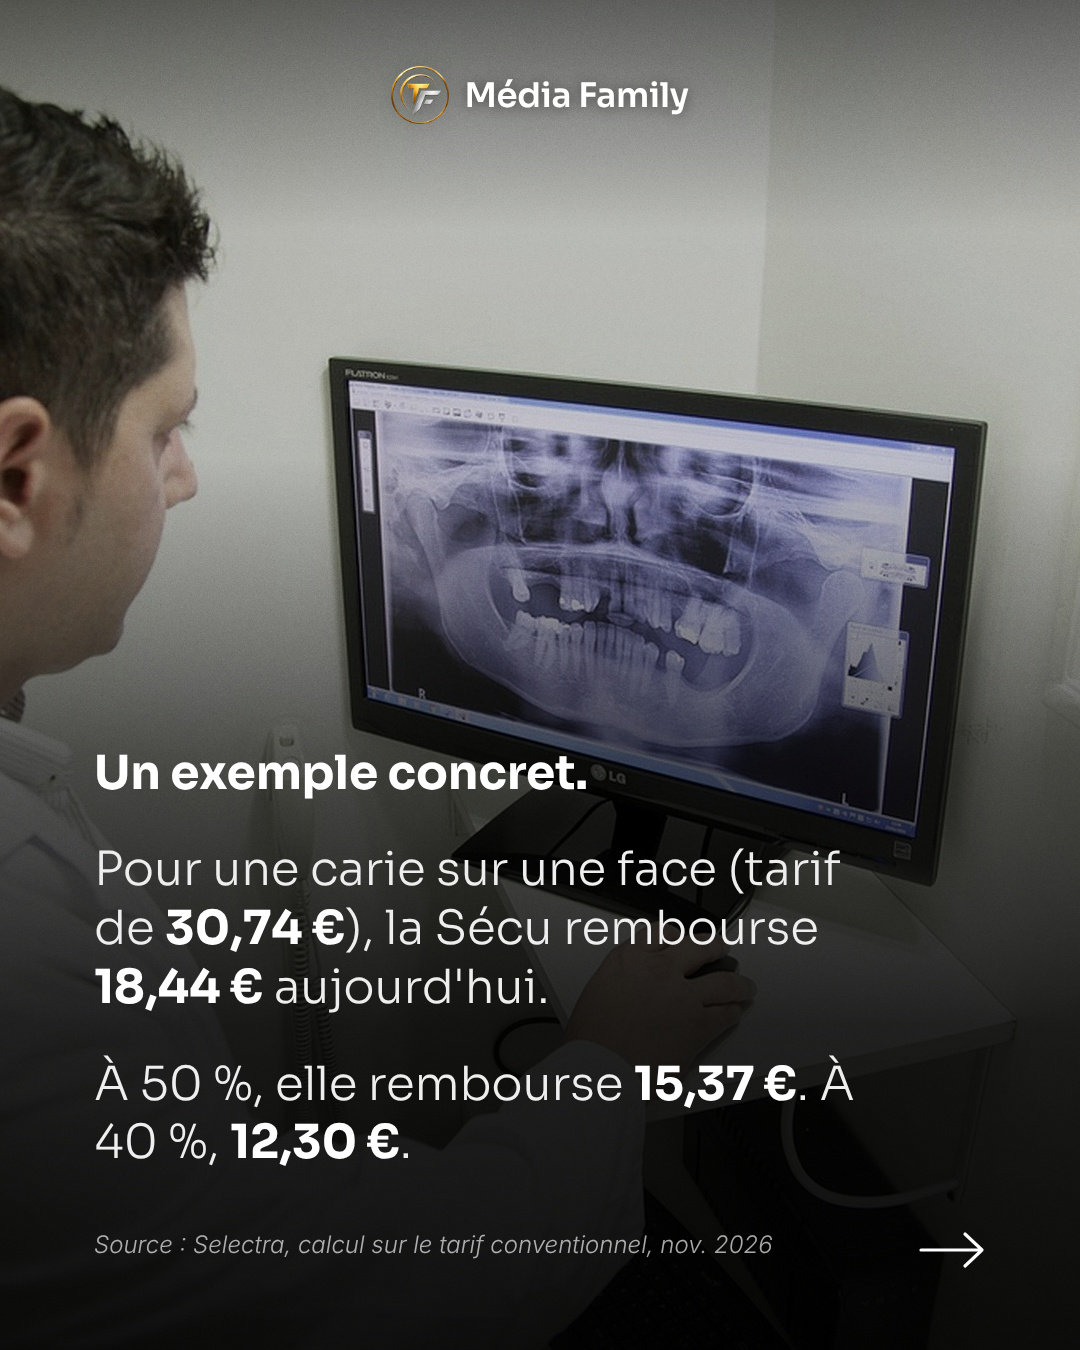 Média Family
FLATRON
R
LG
L
Un exemple concret.
Pour une carie sur une face (tarif
de 30,74 €), la Sécu rembourse
18,44 € aujourd'hui.
À 50 %, elle rembourse 15,37 €. À
40 %, 12,30 €.
Source : Selectra, calcul sur le tarif conventionnel, nov. 2026